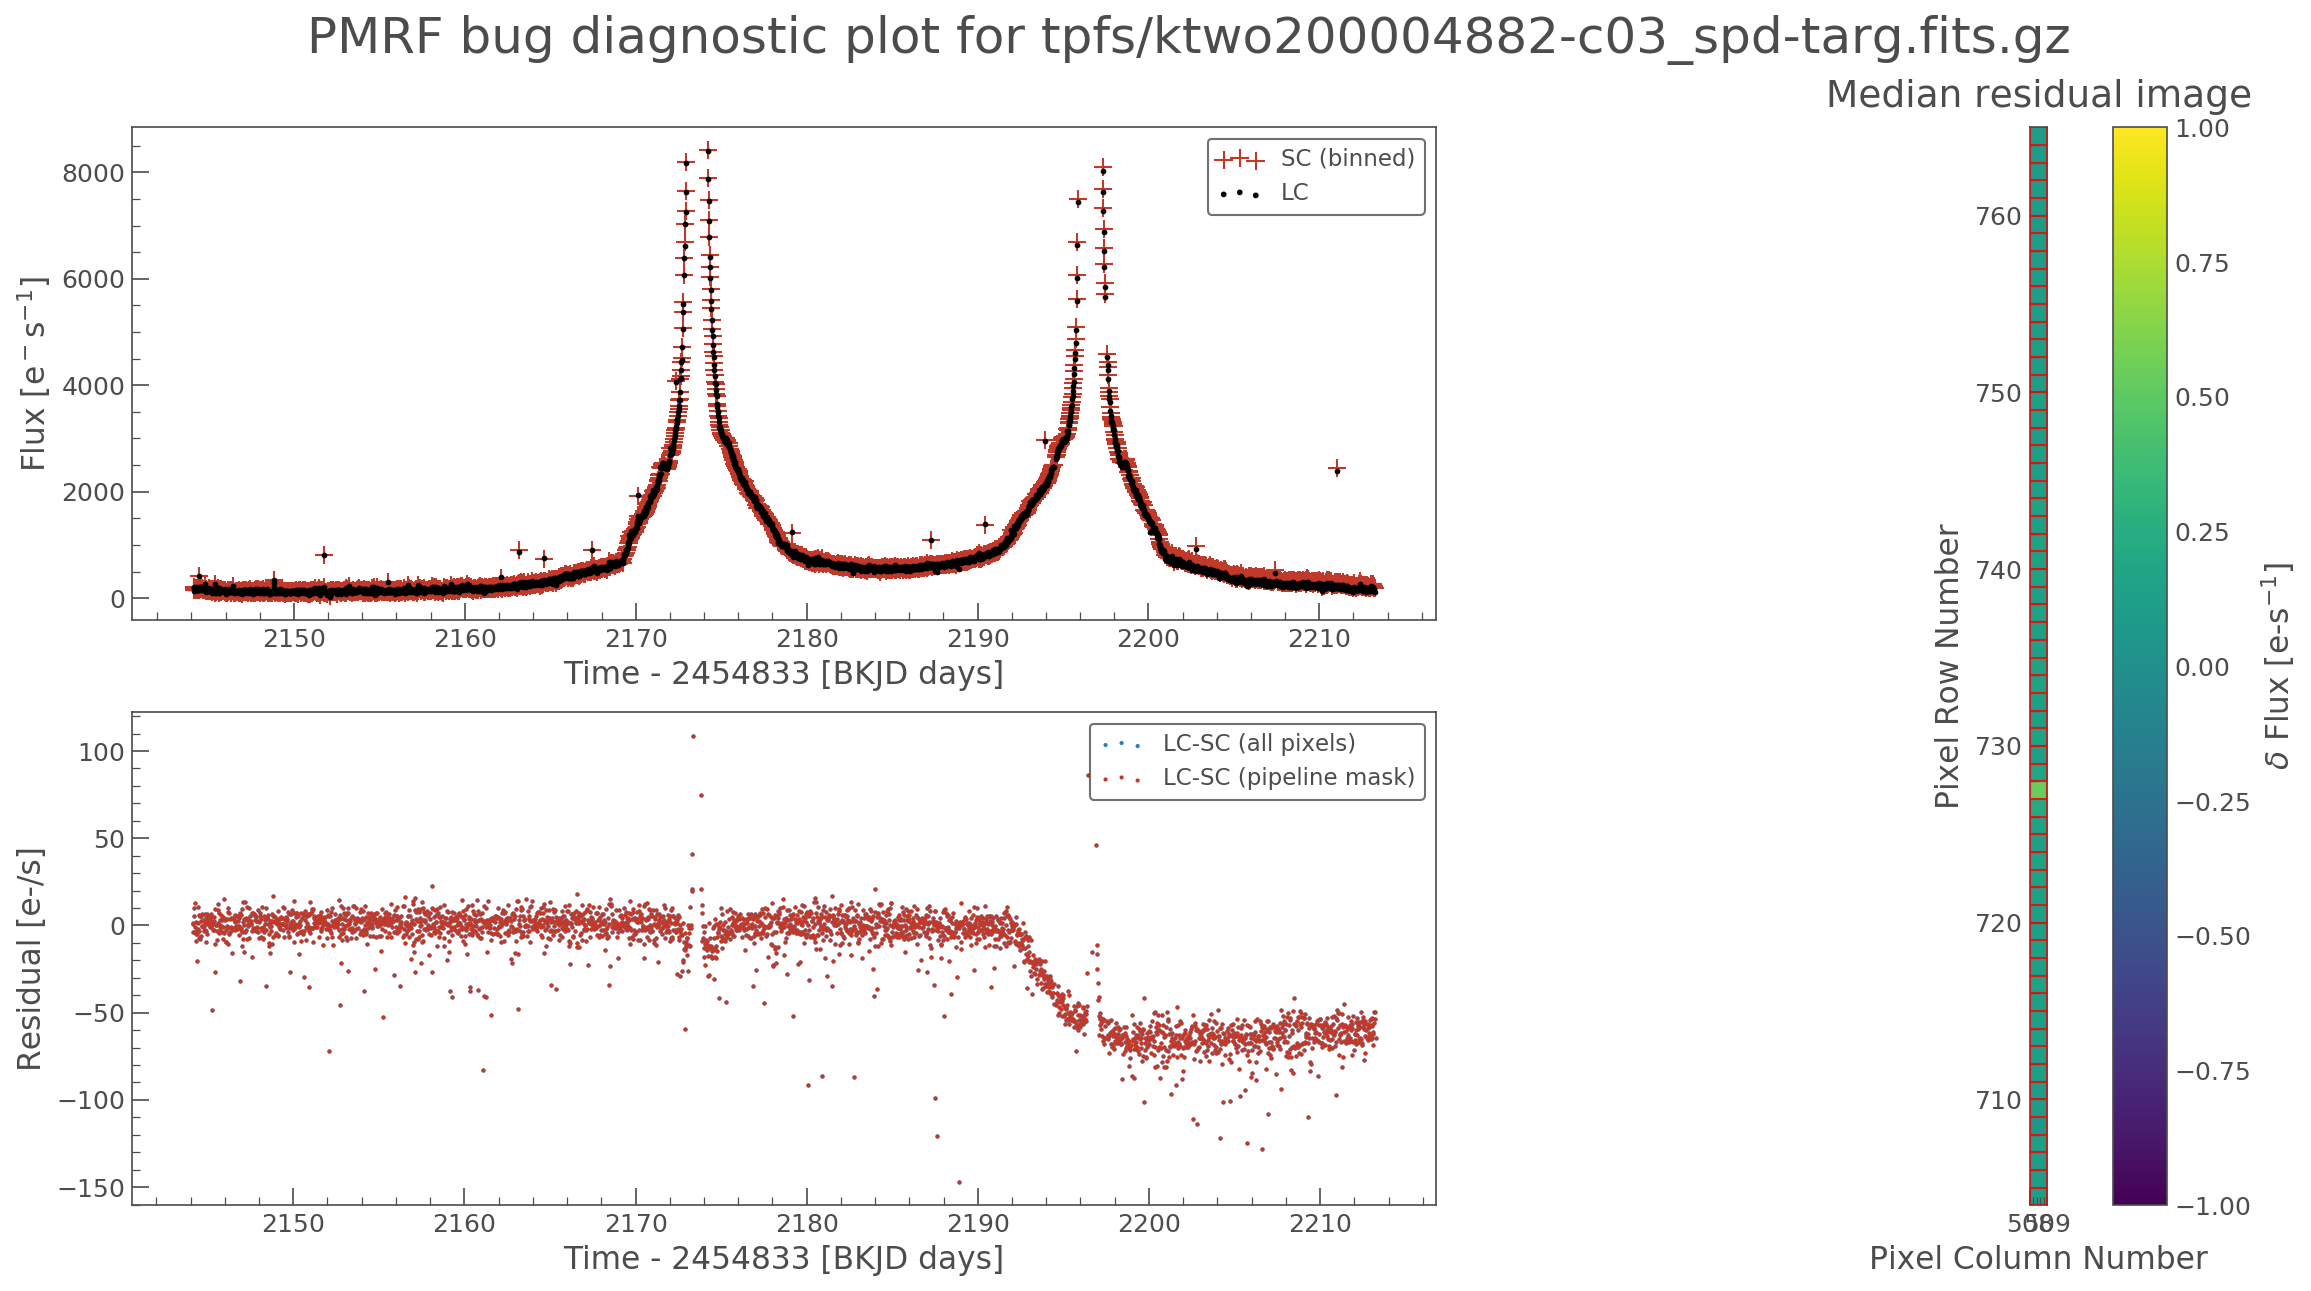 PMRF bug diagnostic plot for tpfs/ktwo200004882-c03_spd-targ.fits.gz
Flux [e⁻ s⁻¹]
8000
6000
4000
2000
0
SC (binned)
LC
2150 2160 2170 2180 2190 2200 2210
Time - 2454833 [BKJD days]
Residual [e-/s]
100
50
0
−50
−100
−150
LC-SC (all pixels)
LC-SC (pipeline mask)
2150 2160 2170 2180 2190 2200 2210
Time - 2454833 [BKJD days]
Median residual image
Pixel Row Number
760
750
740
730
720
710
Pixel Column Number
1.00
0.75
0.50
0.25
0.00
−0.25
−0.50
−0.75
−1.00
δ Flux [e-s⁻¹]